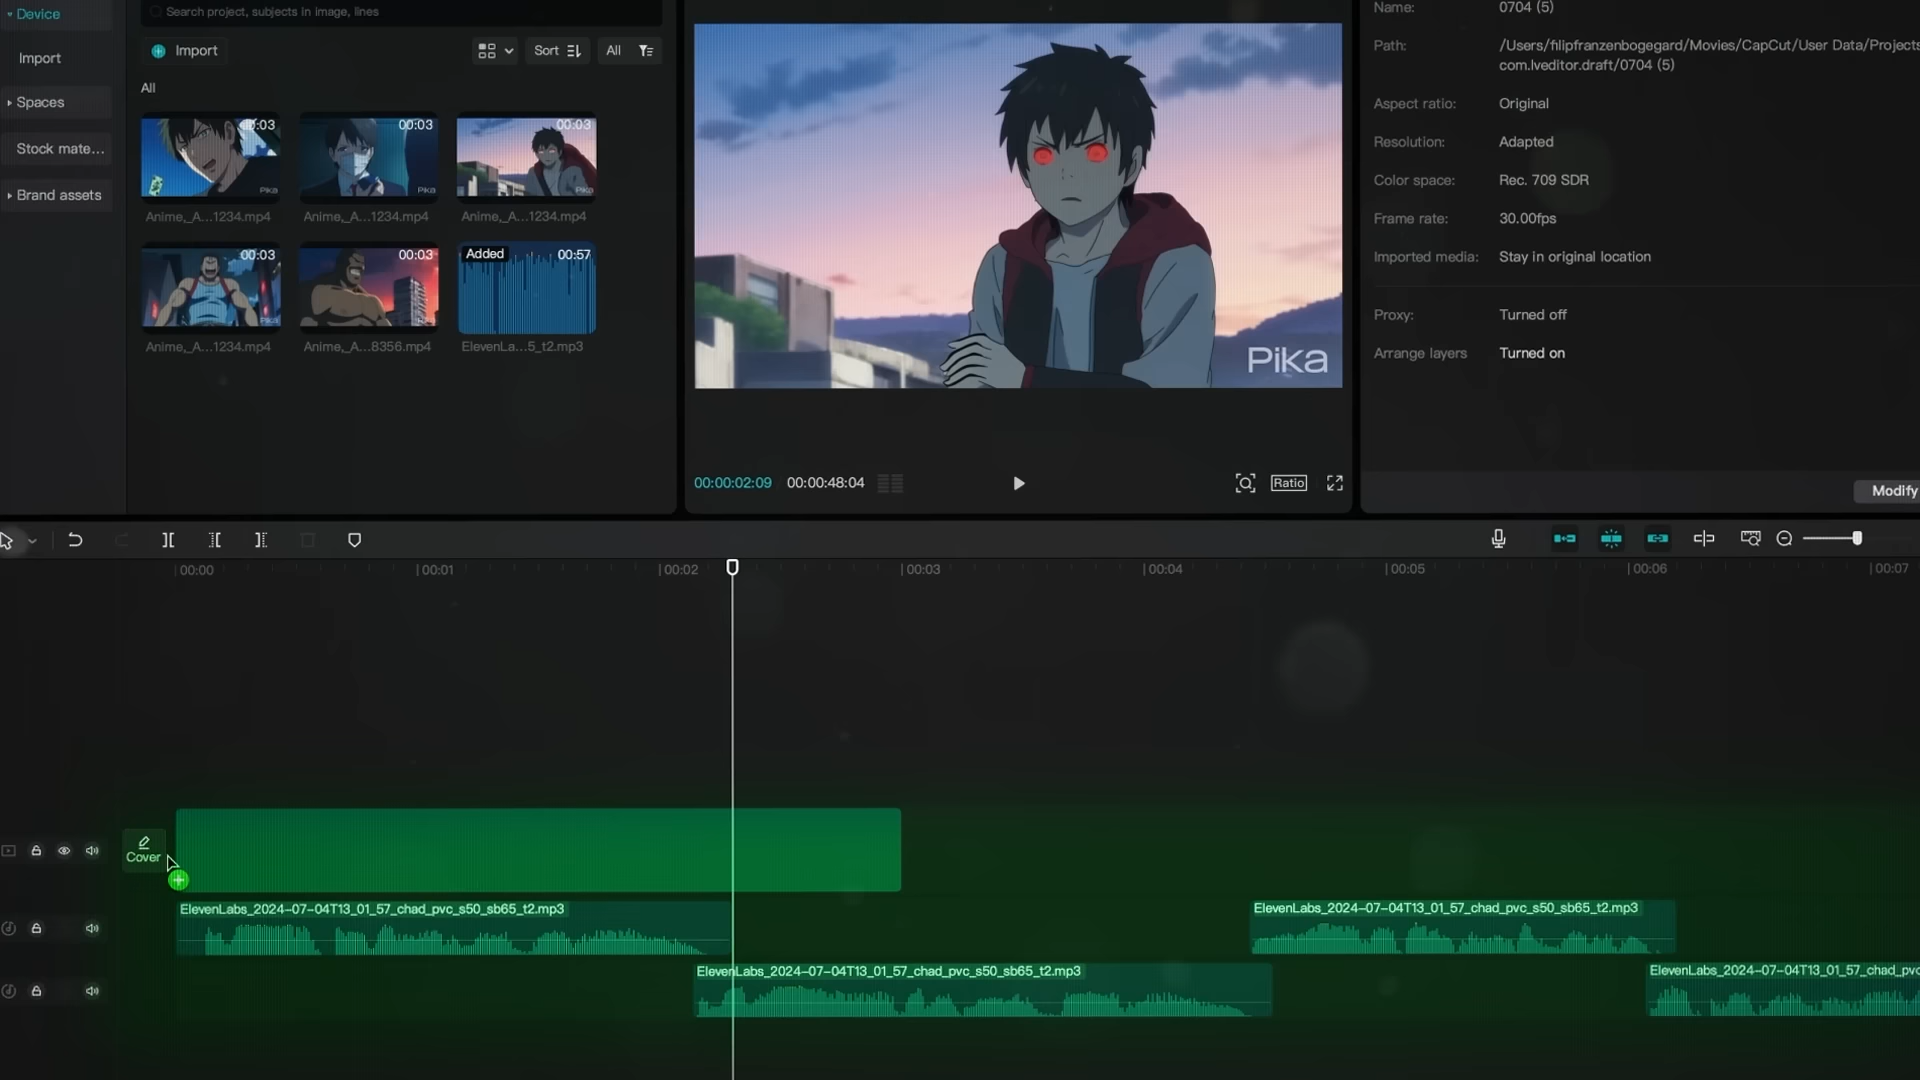 Device
Import
Spaces
Stock mate...
Brand assets
Search project, subjects in image, lines
Import
Sort
All
All
00:03
00:03
00:03
Pika
Pika
Pika
Anime,_A...1234.mp4
Anime,_A...1234.mp4
Anime,_A...1234.mp4
00:03
00:03
Added
00:57
Pika
Pika
Anime,_A...1234.mp4
Anime,_A...8356.mp4
ElevenLa...5_t2.mp3
Pika
00:00:02:09
00:00:48:04
Ratio
Name:
0704 (5)
Path:
/Users/filipfranzenbogegard/Movies/CapCut/User Data/Projects
com.lveditor.draft/0704 (5)
Aspect ratio:
Original
Resolution:
Adapted
Color space:
Rec. 709 SDR
Frame rate:
30.00fps
Imported media:
Stay in original location
Proxy:
Turned off
Arrange layers
Turned on
Modify
00:00
00:01
00:02
00:03
00:04
00:05
00:06
00:07
Cover
ElevenLabs_2024-07-04T13_01_57_chad_pvc_s50_sb65_t2.mp3
ElevenLabs_2024-07-04T13_01_57_chad_pvc_s50_sb65_t2.mp3
ElevenLabs_2024-07-04T13_01_57_chad_pvc_s50_sb65_t2.mp3
ElevenLabs_2024-07-04T13_01_57_chad_pvc